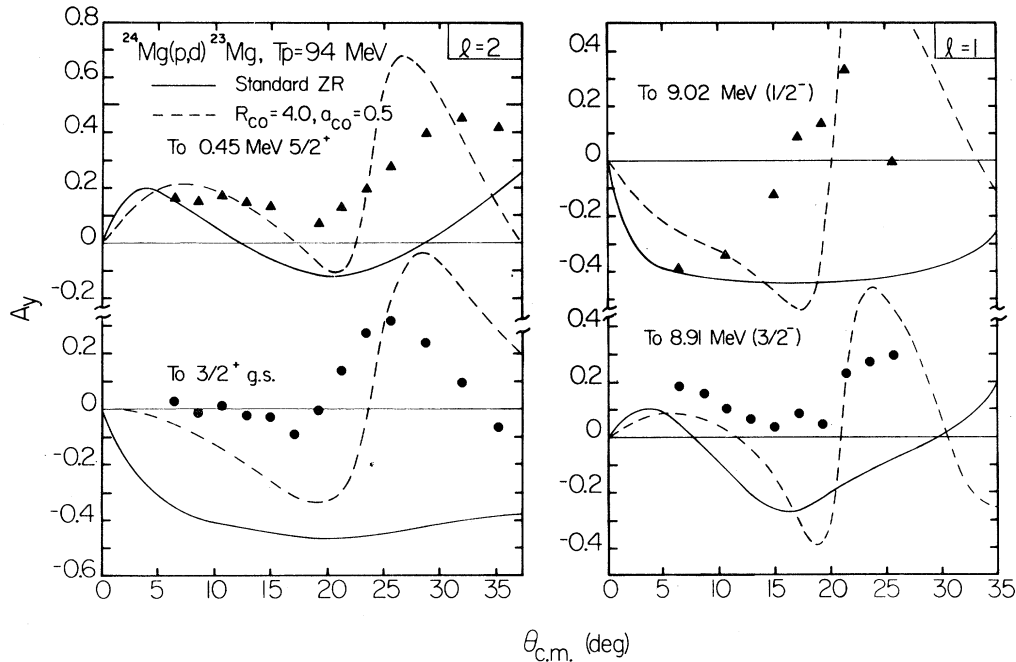 ²⁴Mg(p,d)²³Mg, Tp=94 MeV
ℓ=2
Standard ZR
R_co=4.0, a_co=0.5
To 0.45 MeV 5/2⁺
0.8
0.6
0.4
0.2
0
-0.2
To 3/2⁺ g.s.
0.2
0
-0.2
-0.4
-0.6
0 5 10 15 20 25 30 35
A_y
ℓ=1
To 9.02 MeV (1/2⁻)
0.4
0.2
0
-0.2
-0.4
To 8.91 MeV (3/2⁻)
0.4
0.2
0
-0.2
-0.4
0 5 10 15 20 25 30 35
θ_c.m. (deg)